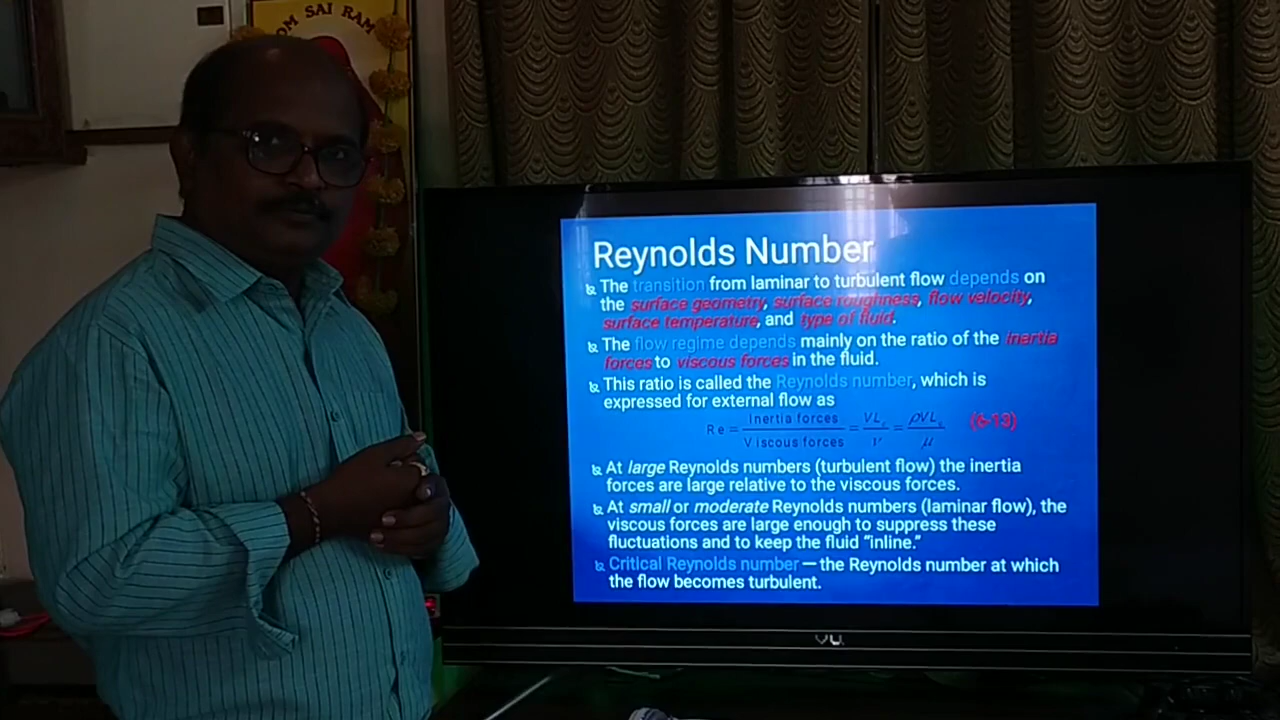 OM SAI RAM
Reynolds Number
The transition from laminar to turbulent flow depends on
the surface geometry, surface roughness, flow velocity,
surface temperature, and type of fluid.
The flow regime depends mainly on the ratio of the inertia
forces to viscous forces in the fluid.
This ratio is called the Reynolds number, which is
expressed for external flow as
Re = Inertia forces / Viscous forces = VLc / ν = ρVLc / μ (6-13)
At large Reynolds numbers (turbulent flow) the inertia
forces are large relative to the viscous forces.
At small or moderate Reynolds numbers (laminar flow), the
viscous forces are large enough to suppress these
fluctuations and to keep the fluid “inline.”
Critical Reynolds number — the Reynolds number at which
the flow becomes turbulent.
VU